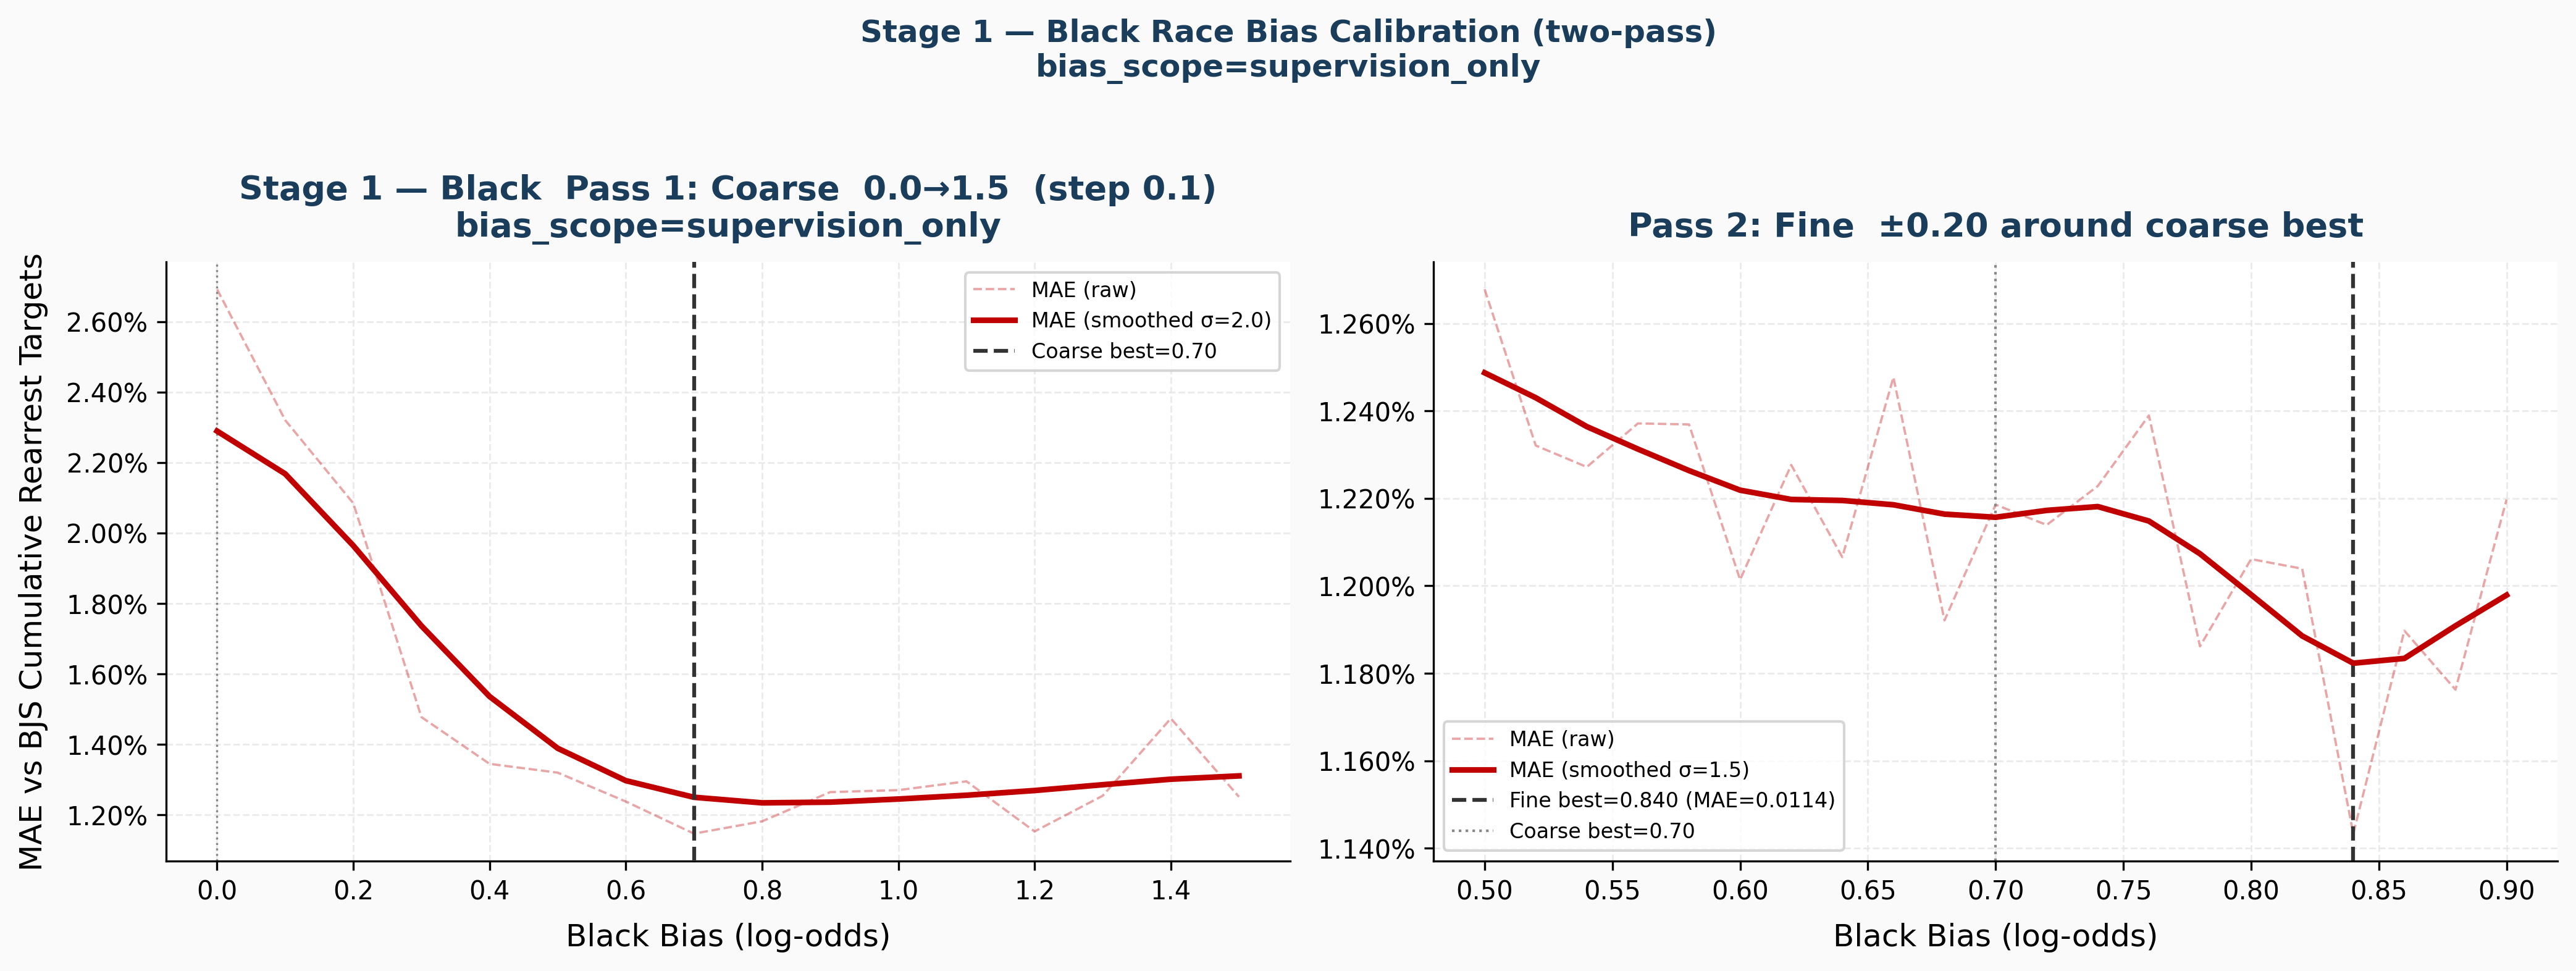 Stage 1 — Black Race Bias Calibration (two-pass)
bias_scope=supervision_only
Stage 1 — Black  Pass 1: Coarse  0.0→1.5  (step 0.1)
bias_scope=supervision_only
MAE vs BJS Cumulative Rearrest Targets
2.60%
2.40%
2.20%
2.00%
1.80%
1.60%
1.40%
1.20%
MAE (raw)
MAE (smoothed σ=2.0)
Coarse best=0.70
0.0 0.2 0.4 0.6 0.8 1.0 1.2 1.4
Black Bias (log-odds)
Pass 2: Fine  ±0.20 around coarse best
1.260%
1.240%
1.220%
1.200%
1.180%
1.160%
1.140%
MAE (raw)
MAE (smoothed σ=1.5)
Fine best=0.840 (MAE=0.0114)
Coarse best=0.70
0.50 0.55 0.60 0.65 0.70 0.75 0.80 0.85 0.90
Black Bias (log-odds)